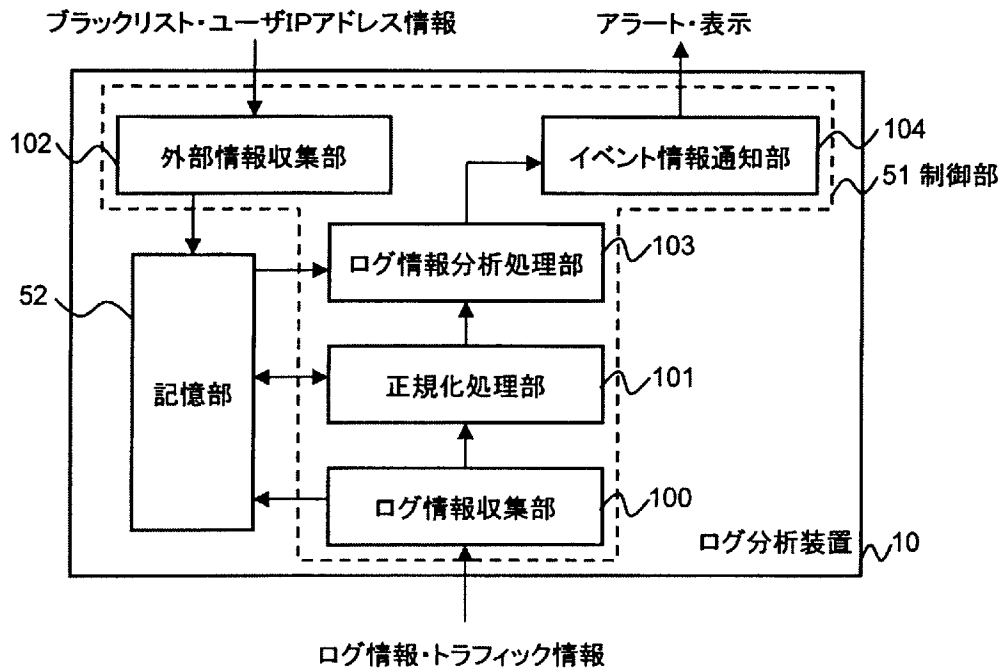 ブラックリスト・ユーザIPアドレス情報
アラート・表示
102
外部情報収集部
イベント情報通知部
104
51 制御部
ログ情報分析処理部
103
52
記憶部
正規化処理部
101
ログ情報収集部
100
ログ分析装置
10
ログ情報・トラフィック情報